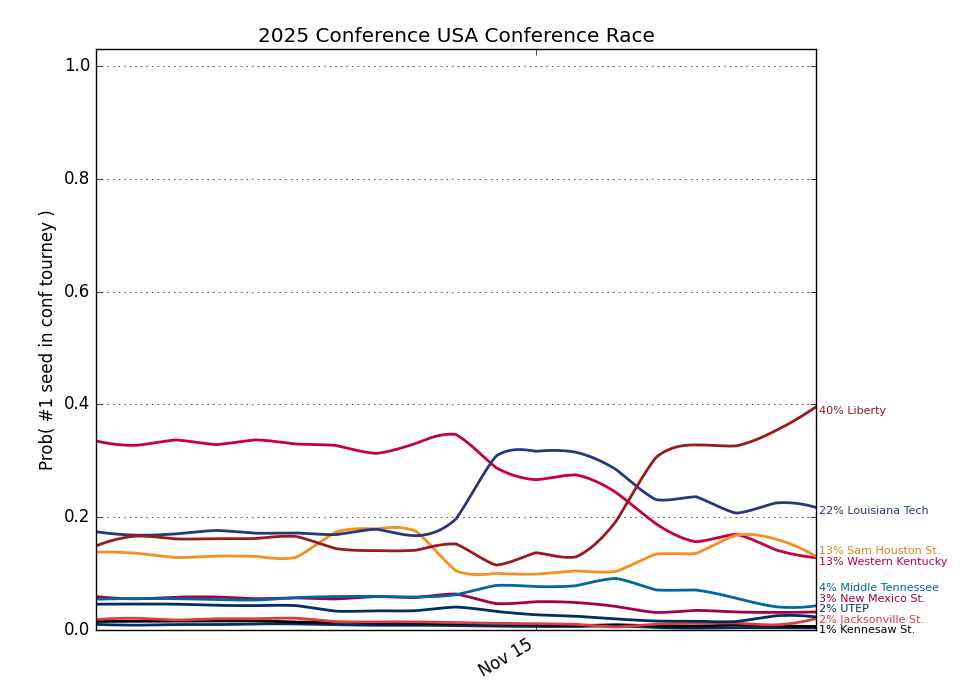 2025 Conference USA Conference Race
Prob( #1 seed in conf tourney )
1.0
0.8
0.6
0.4
0.2
0.0
Nov 15
40% Liberty
22% Louisiana Tech
13% Sam Houston St.
13% Western Kentucky
4% Middle Tennessee
3% New Mexico St.
2% UTEP
2% Jacksonville St.
1% Kennesaw St.